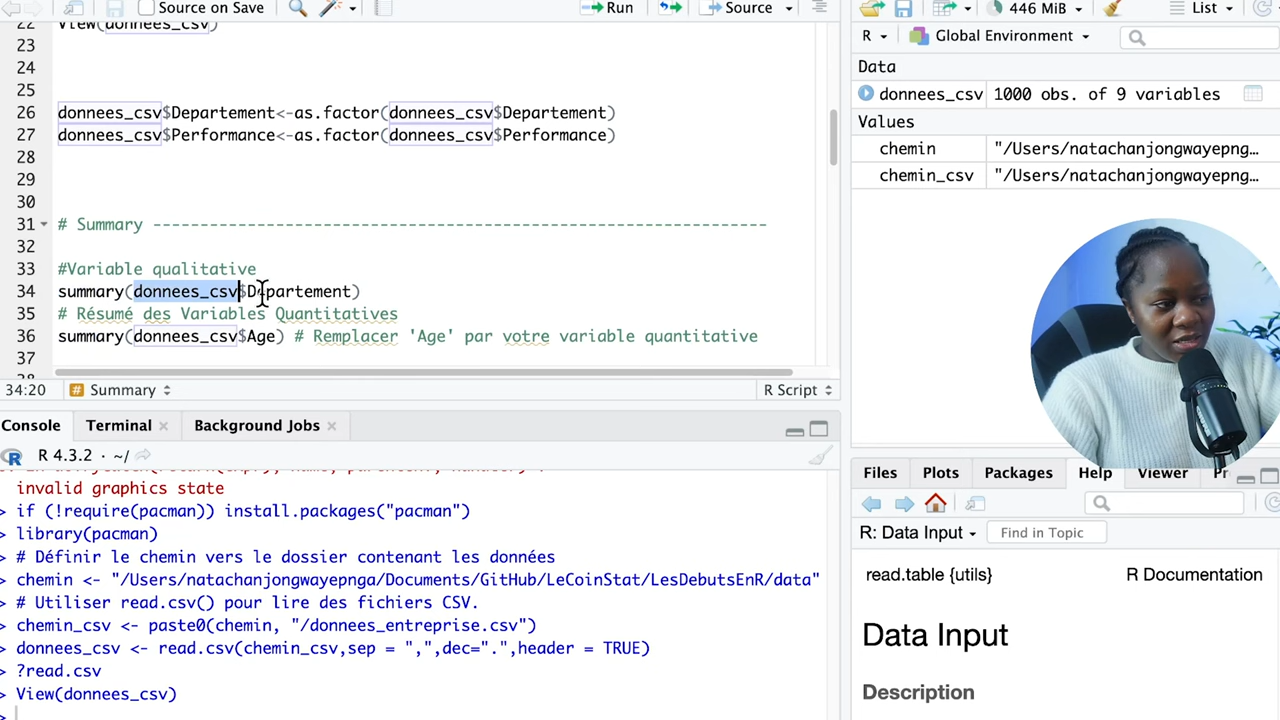 Source on Save
Run
Source
22 View(donnees_csv)
23
24
25
26 donnees_csv$Departement<-as.factor(donnees_csv$Departement)
27 donnees_csv$Performance<-as.factor(donnees_csv$Performance)
28
29
30
31 # Summary ------------------------------------------------------------------
32
33 #Variable qualitative
34 summary(donnees_csv$Departement)
35 # Résumé des Variables Quantitatives
36 summary(donnees_csv$Age) # Remplacer 'Age' par votre variable quantitative
37
34:20 # Summary R Script
Console Terminal × Background Jobs ×
R 4.3.2 · ~/
invalid graphics state
> if (!require(pacman)) install.packages("pacman")
> library(pacman)
> # Définir le chemin vers le dossier contenant les données
> chemin <- "/Users/natachanjongwayepnga/Documents/GitHub/LeCoinStat/LesDebutsEnR/data"
> # Utiliser read.csv() pour lire des fichiers CSV.
> chemin_csv <- paste0(chemin, "/donnees_entreprise.csv")
> donnees_csv <- read.csv(chemin_csv,sep = ",",dec=".",header = TRUE)
> ?read.csv
> View(donnees_csv)
>
446 MiB List
R Global Environment
Data
donnees_csv 1000 obs. of 9 variables
Values
chemin "/Users/natachanjongwayepng…
chemin_csv "/Users/natachanjongwayepng…
Files Plots Packages Help Viewer Pr
R: Data Input Find in Topic
read.table {utils} R Documentation
Data Input
Description